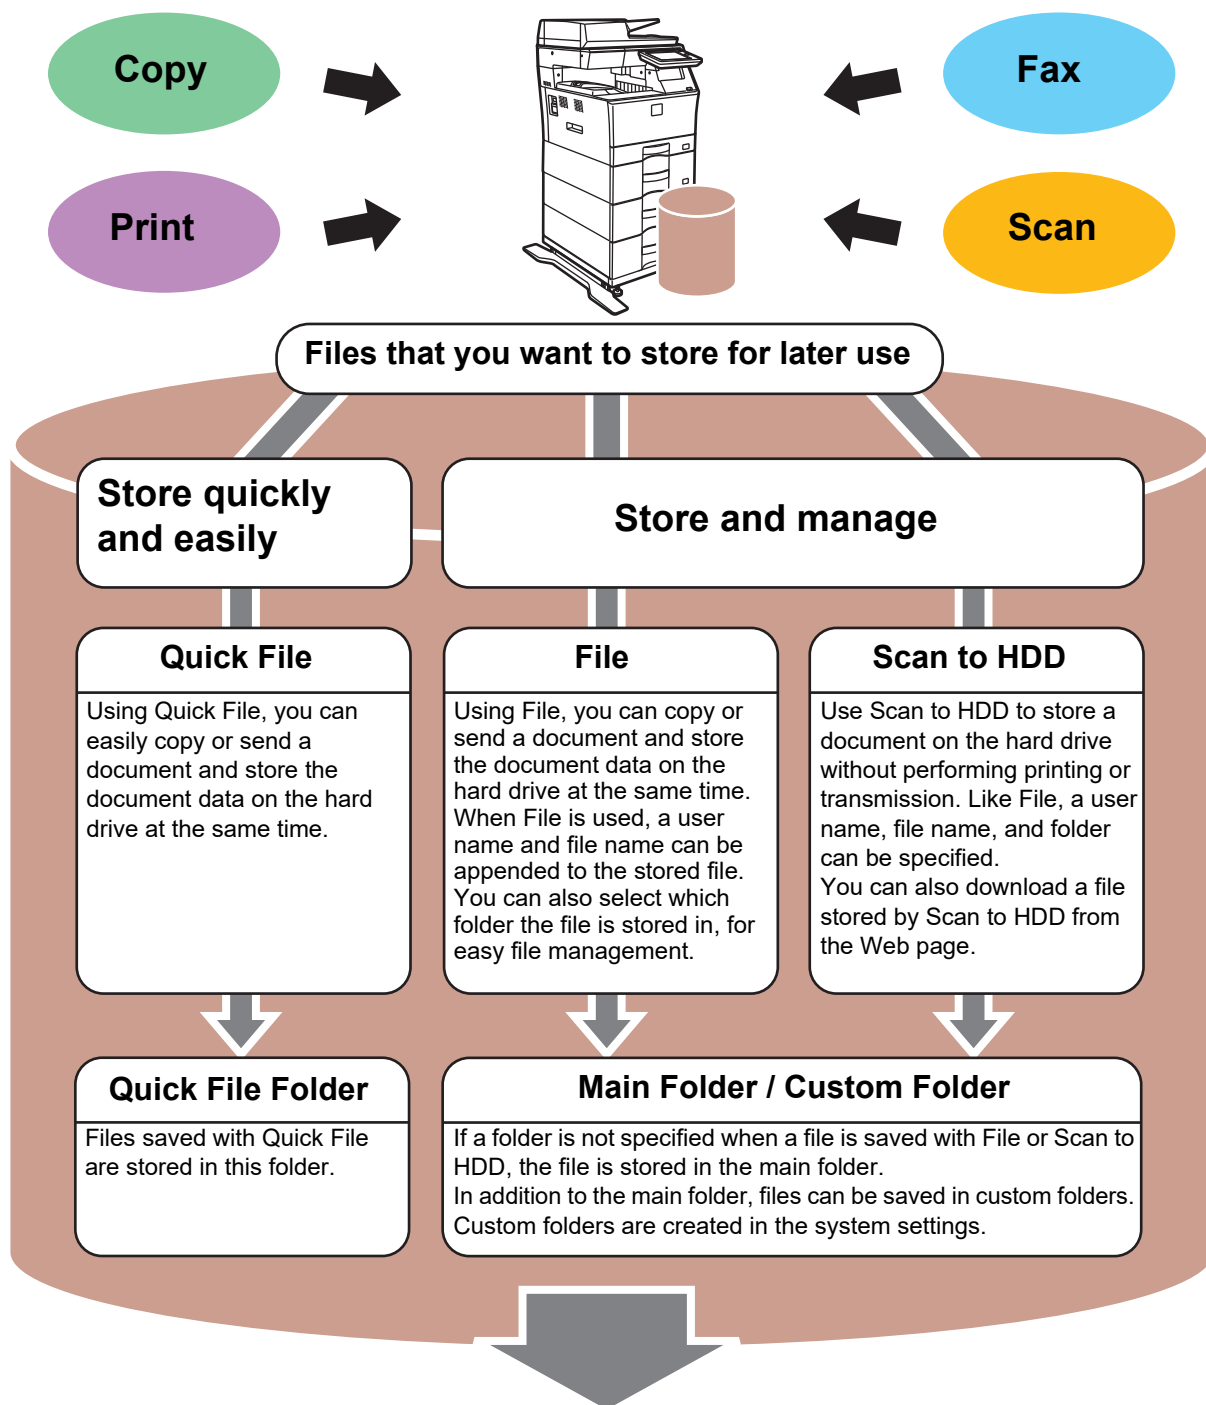 Copy
Fax
Print
Scan
Files that you want to store for later use
Store quickly
and easily
Store and manage
Quick File
Using Quick File, you can
easily copy or send a
document and store the
document data on the hard
drive at the same time.
File
Using File, you can copy or
send a document and store
the document data on the
hard drive at the same time.
When File is used, a user
name and file name can be
appended to the stored file.
You can also select which
folder the file is stored in, for
easy file management.
Scan to HDD
Use Scan to HDD to store a
document on the hard drive
without performing printing or
transmission. Like File, a user
name, file name, and folder
can be specified.
You can also download a file
stored by Scan to HDD from
the Web page.
Quick File Folder
Files saved with Quick File
are stored in this folder.
Main Folder / Custom Folder
If a folder is not specified when a file is saved with File or Scan to
HDD, the file is stored in the main folder.
In addition to the main folder, files can be saved in custom folders.
Custom folders are created in the system settings.